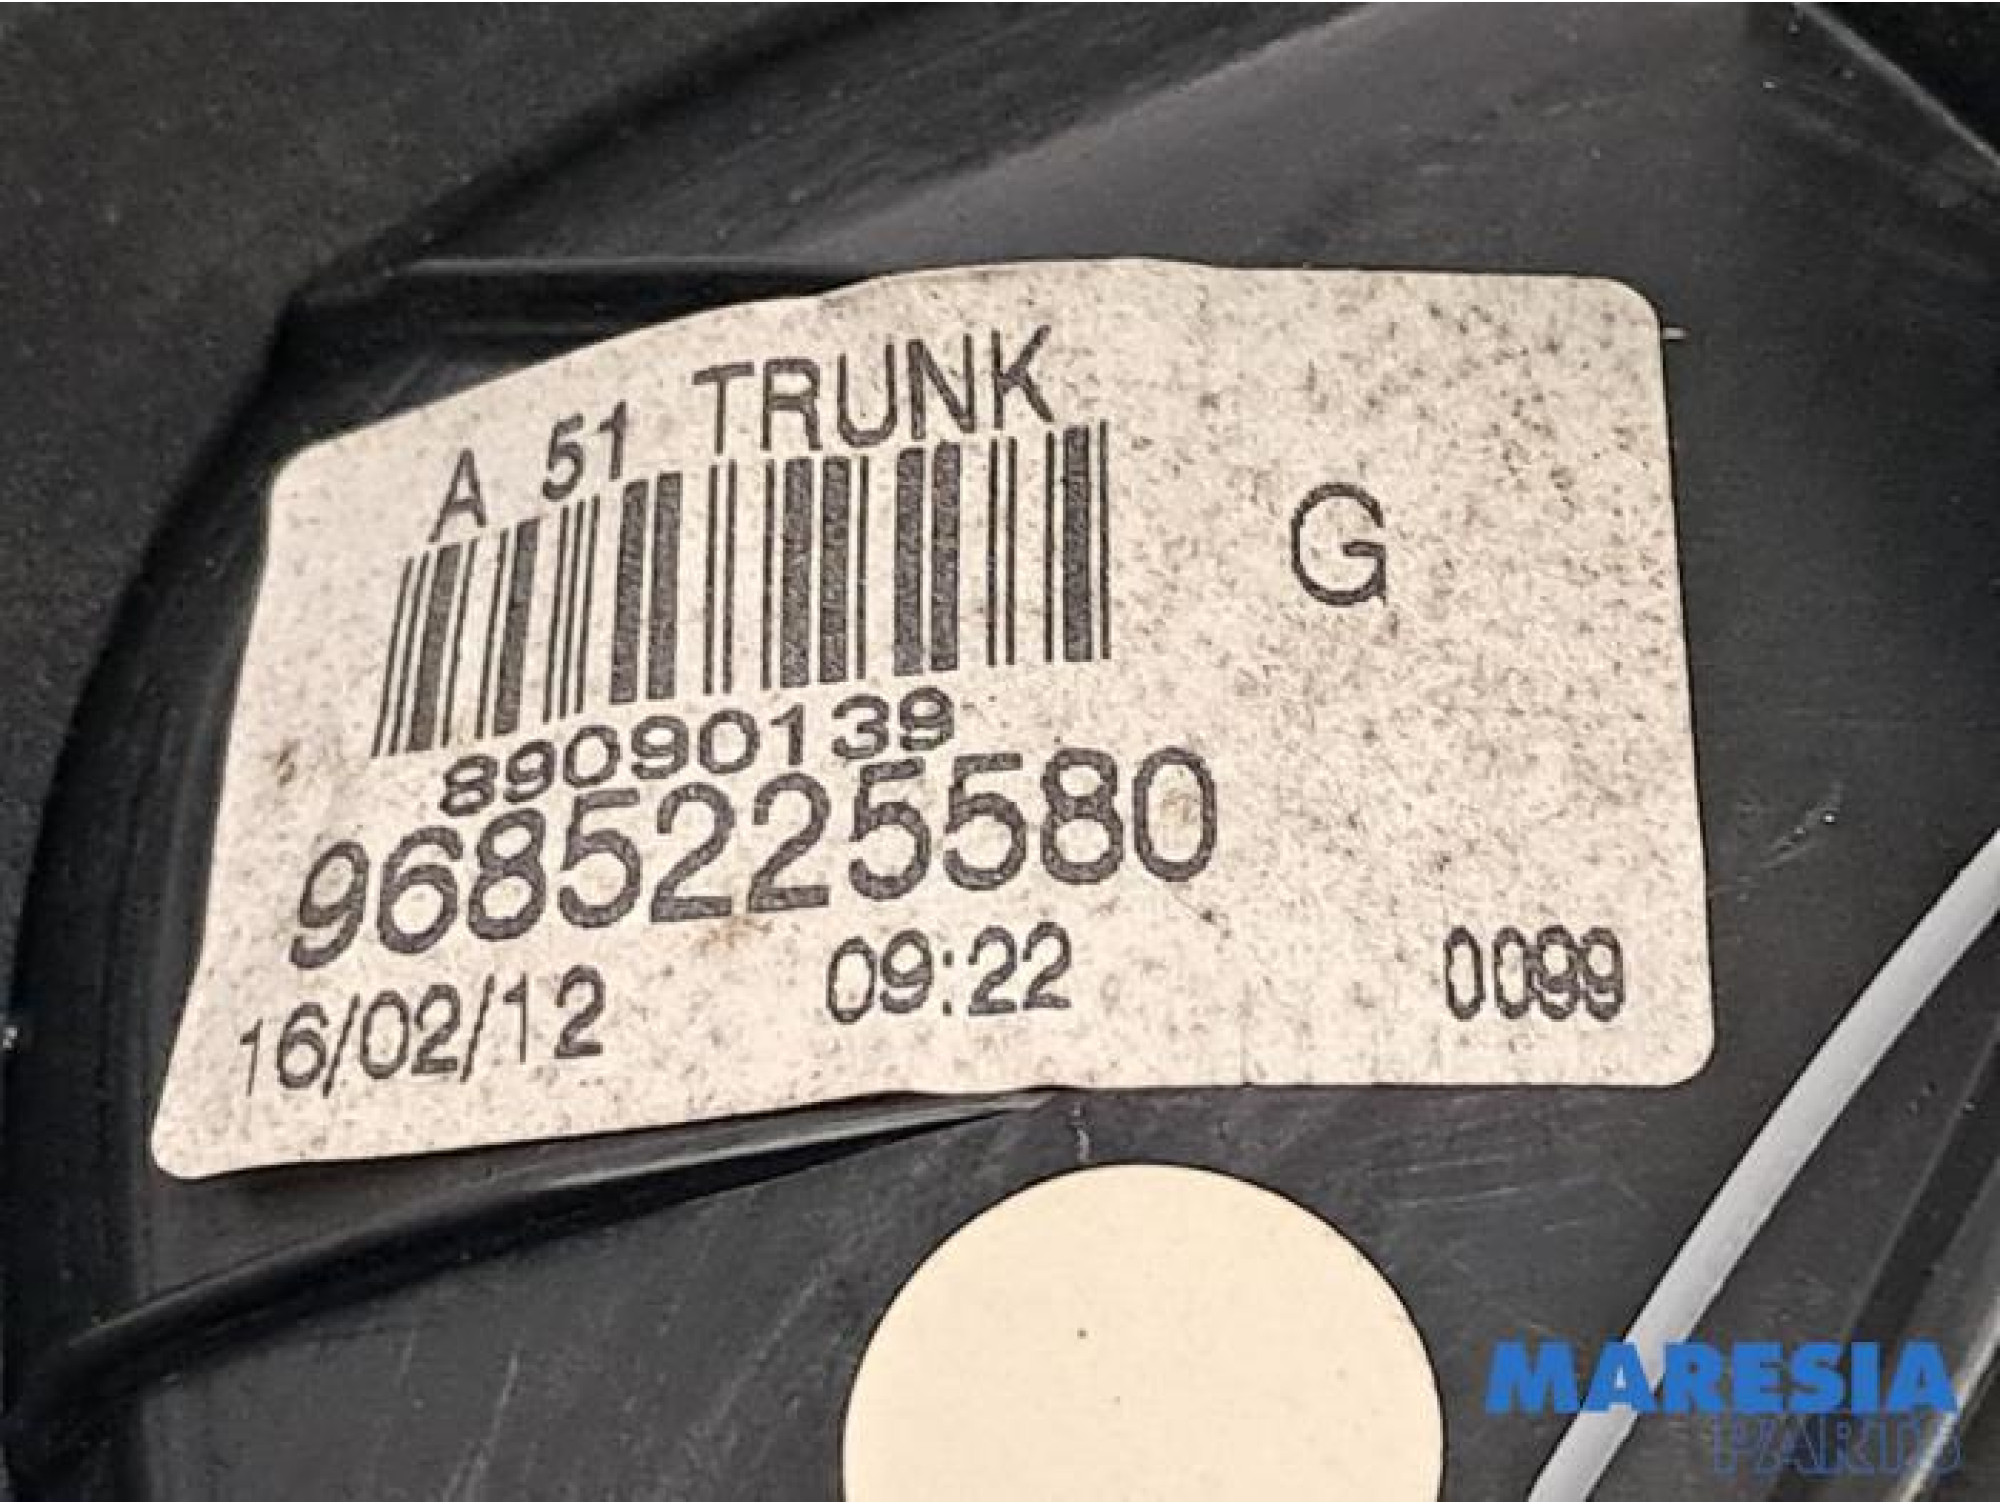 A 51 TRUNK
G
89090139
9685225580
16/02/12 09:22 0099
MARESIA
PARTS